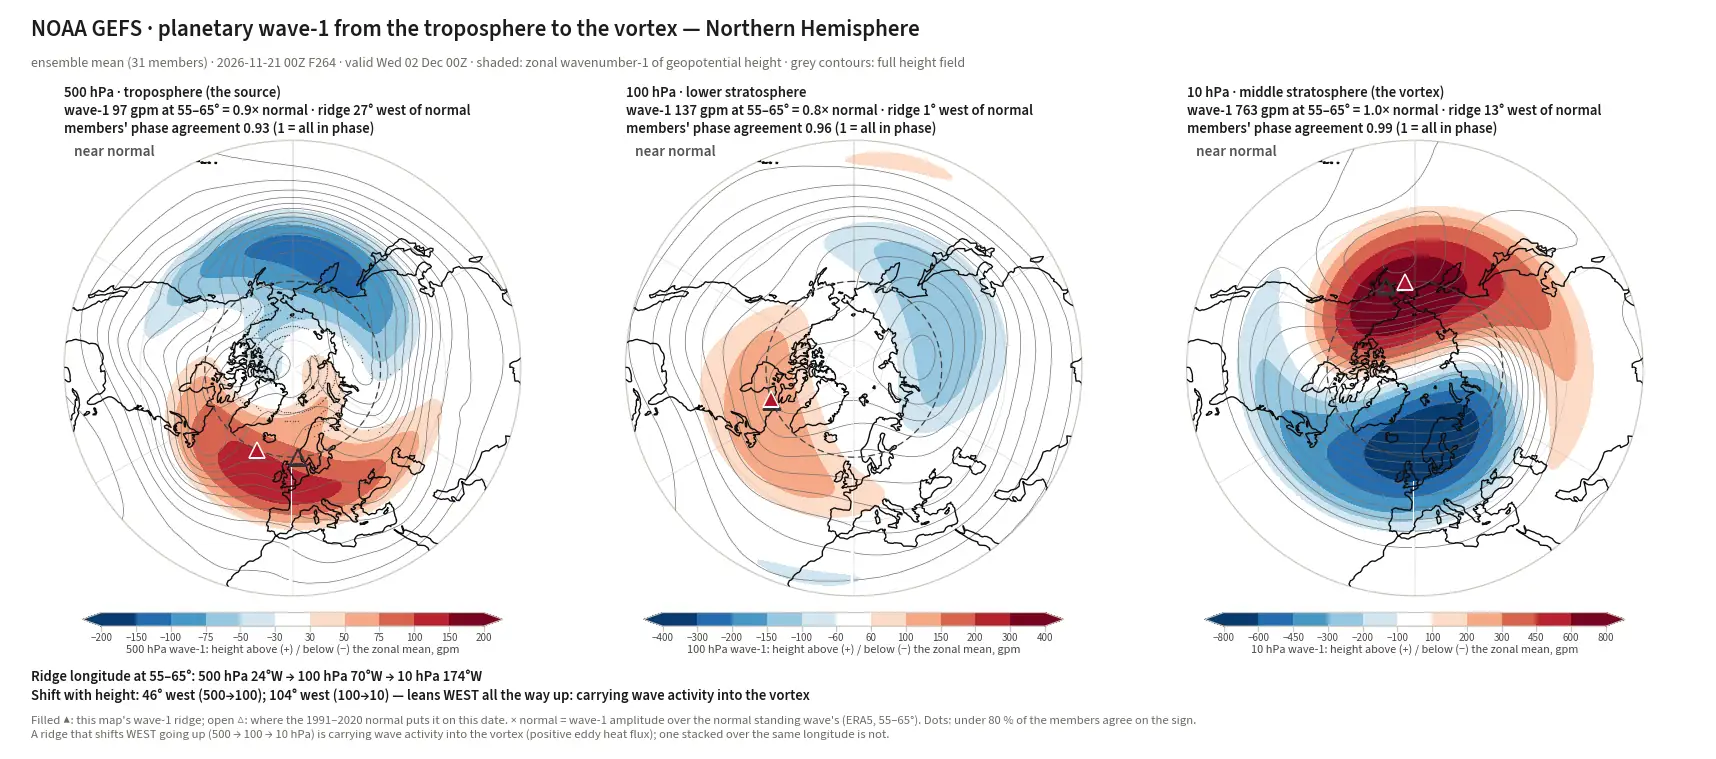 NOAA GEFS · planetary wave-1 from the troposphere to the vortex — Northern Hemisphere
ensemble mean (31 members) · 2026-11-21 00Z F264 · valid Wed 02 Dec 00Z · shaded: zonal wavenumber-1 of geopotential height · grey contours: full height field
500 hPa · troposphere (the source)
wave-1 97 gpm at 55–65° = 0.9× normal · ridge 27° west of normal
members' phase agreement 0.93 (1 = all in phase)
near normal
100 hPa · lower stratosphere
wave-1 137 gpm at 55–65° = 0.8× normal · ridge 1° west of normal
members' phase agreement 0.96 (1 = all in phase)
near normal
10 hPa · middle stratosphere (the vortex)
wave-1 763 gpm at 55–65° = 1.0× normal · ridge 13° west of normal
members' phase agreement 0.99 (1 = all in phase)
near normal
−200 −150 −100 −75 −50 −30 30 50 75 100 150 200
500 hPa wave-1: height above (+) / below (−) the zonal mean, gpm
−400 −300 −200 −150 −100 −60 60 100 150 200 300 400
100 hPa wave-1: height above (+) / below (−) the zonal mean, gpm
−800 −600 −450 −300 −200 −100 100 200 300 450 600 800
10 hPa wave-1: height above (+) / below (−) the zonal mean, gpm
Ridge longitude at 55–65°: 500 hPa 24°W → 100 hPa 70°W → 10 hPa 174°W
Shift with height: 46° west (500→100); 104° west (100→10) — leans WEST all the way up: carrying wave activity into the vortex
Filled ▲: this map's wave-1 ridge; open △: where the 1991–2020 normal puts it on this date. × normal = wave-1 amplitude over the normal standing wave's (ERA5, 55–65°). Dots: under 80 % of the members agree on the sign.
A ridge that shifts WEST going up (500 → 100 → 10 hPa) is carrying wave activity into the vortex (positive eddy heat flux); one stacked over the same longitude is not.